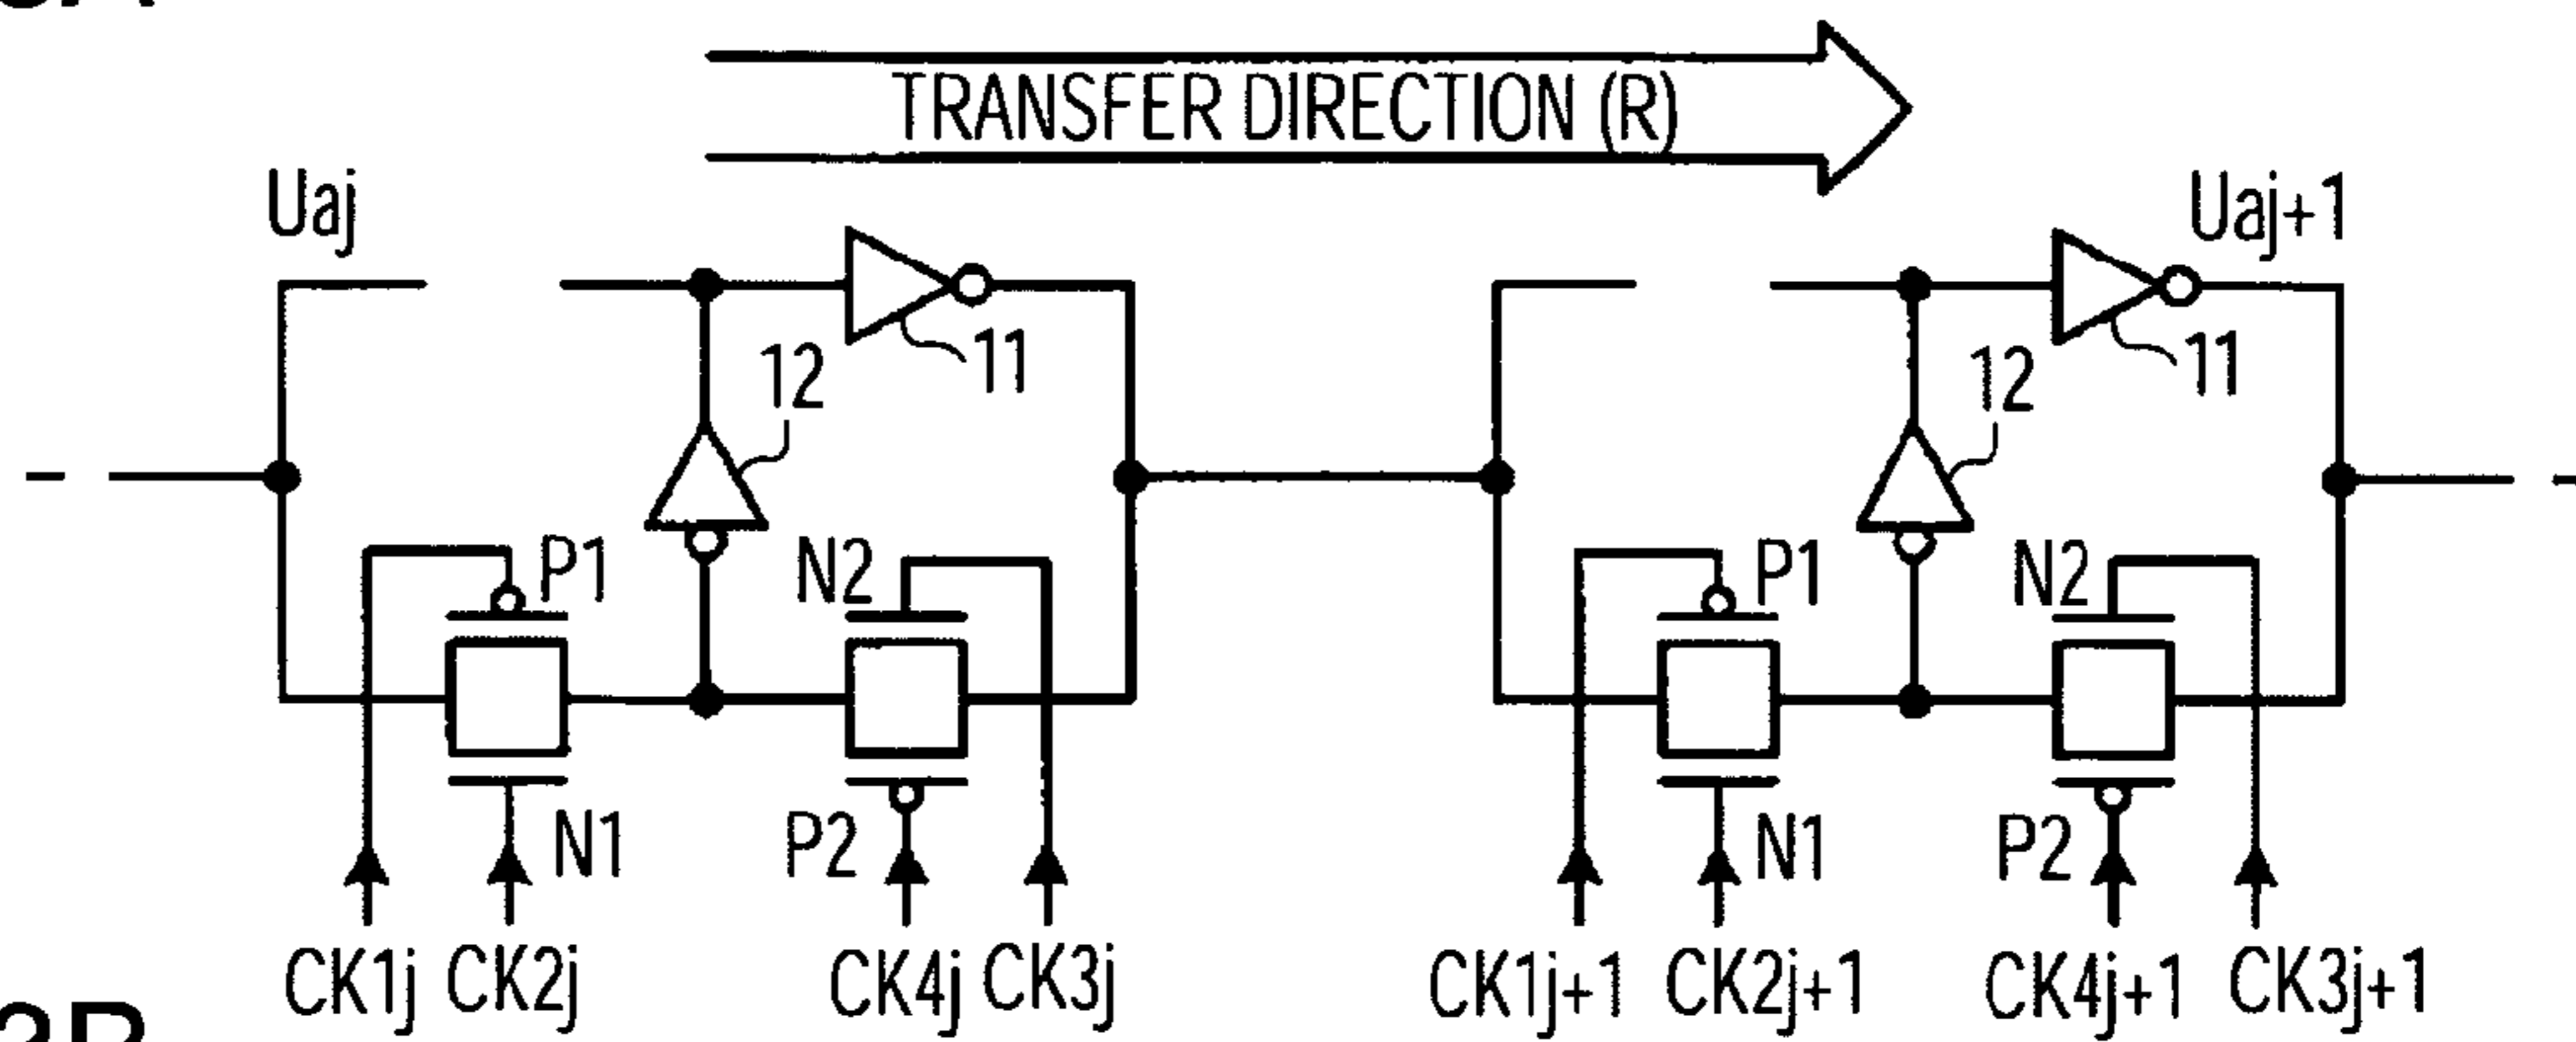 TRANSFER DIRECTION (R)
Uaj Uaj+1
11 11
12 12
P1 N2 P1 N2
N1 P2 N1 P2
CK1j CK2j CK4j CK3j CK1j+1 CK2j+1 CK4j+1 CK3j+1